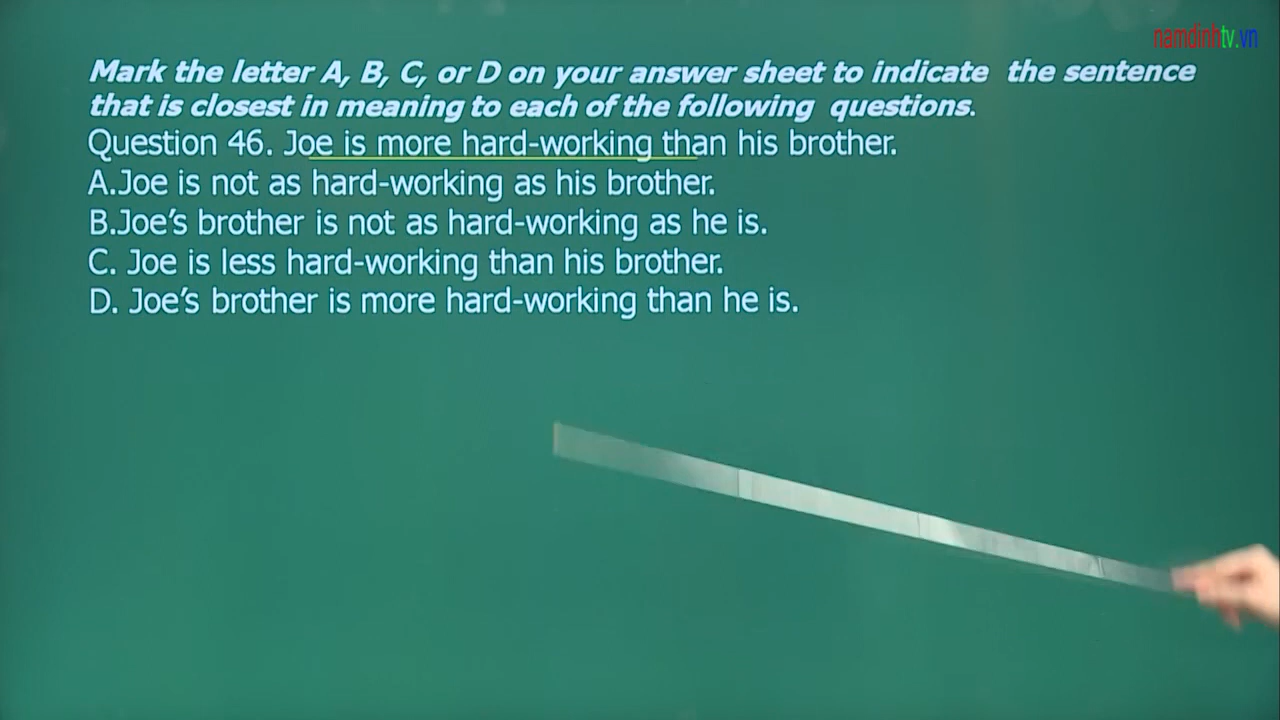 namdinhtv.vn
Mark the letter A, B, C, or D on your answer sheet to indicate the sentence
that is closest in meaning to each of the following questions.
Question 46. Joe is more hard-working than his brother.
A.Joe is not as hard-working as his brother.
B.Joe’s brother is not as hard-working as he is.
C. Joe is less hard-working than his brother.
D. Joe’s brother is more hard-working than he is.